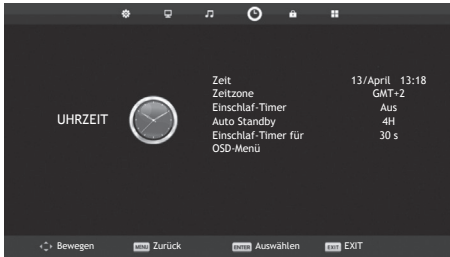 Zeit 13/April 13:18
Zeitzone GMT+2
Einschlaf-Timer Aus
UHRZEIT
Auto Standby 4H
Einschlaf-Timer für 30 s
OSD-Menü
Bewegen MENU Zurück ENTER Auswählen EXIT EXIT